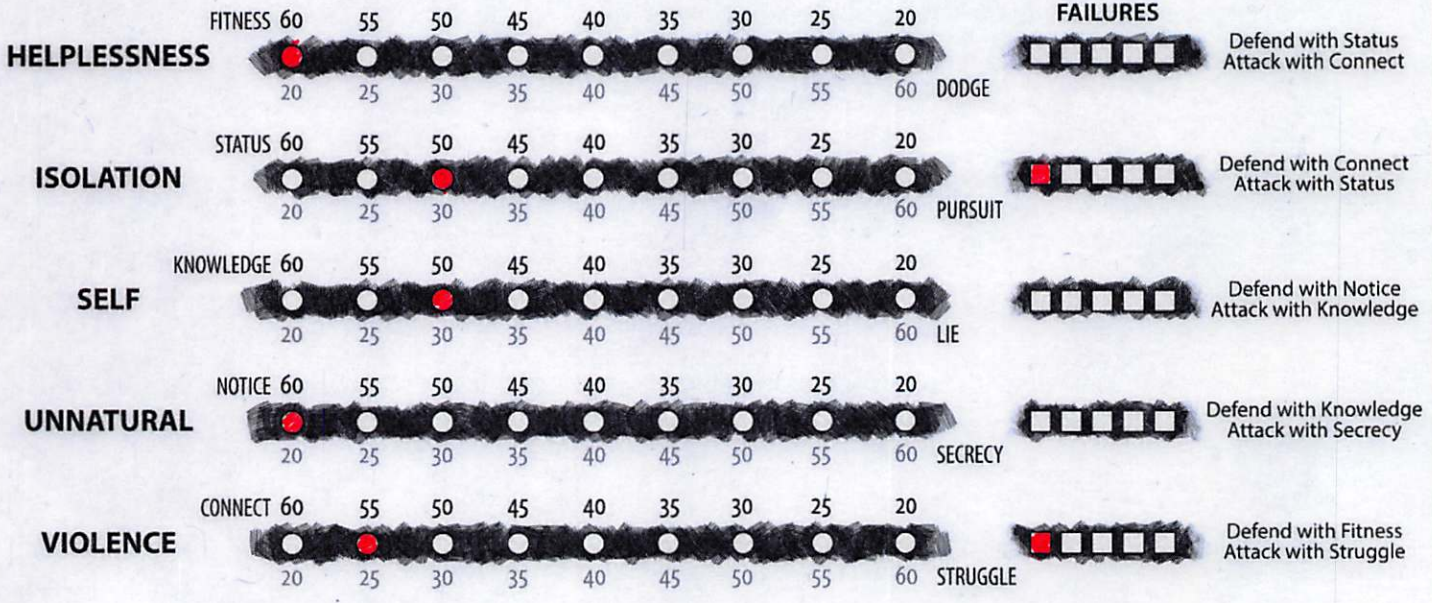 FITNESS 60 55 50 45 40 35 30 25 20
FAILURES
HELPLESSNESS
Defend with Status
Attack with Connect
20 25 30 35 40 45 50 55 60 DODGE
STATUS 60 55 50 45 40 35 30 25 20
ISOLATION
Defend with Connect
Attack with Status
20 25 30 35 40 45 50 55 60 PURSUIT
KNOWLEDGE 60 55 50 45 40 35 30 25 20
SELF
Defend with Notice
Attack with Knowledge
20 25 30 35 40 45 50 55 60 LIE
NOTICE 60 55 50 45 40 35 30 25 20
UNNATURAL
Defend with Knowledge
Attack with Secrecy
20 25 30 35 40 45 50 55 60 SECRECY
CONNECT 60 55 50 45 40 35 30 25 20
VIOLENCE
Defend with Fitness
Attack with Struggle
20 25 30 35 40 45 50 55 60 STRUGGLE